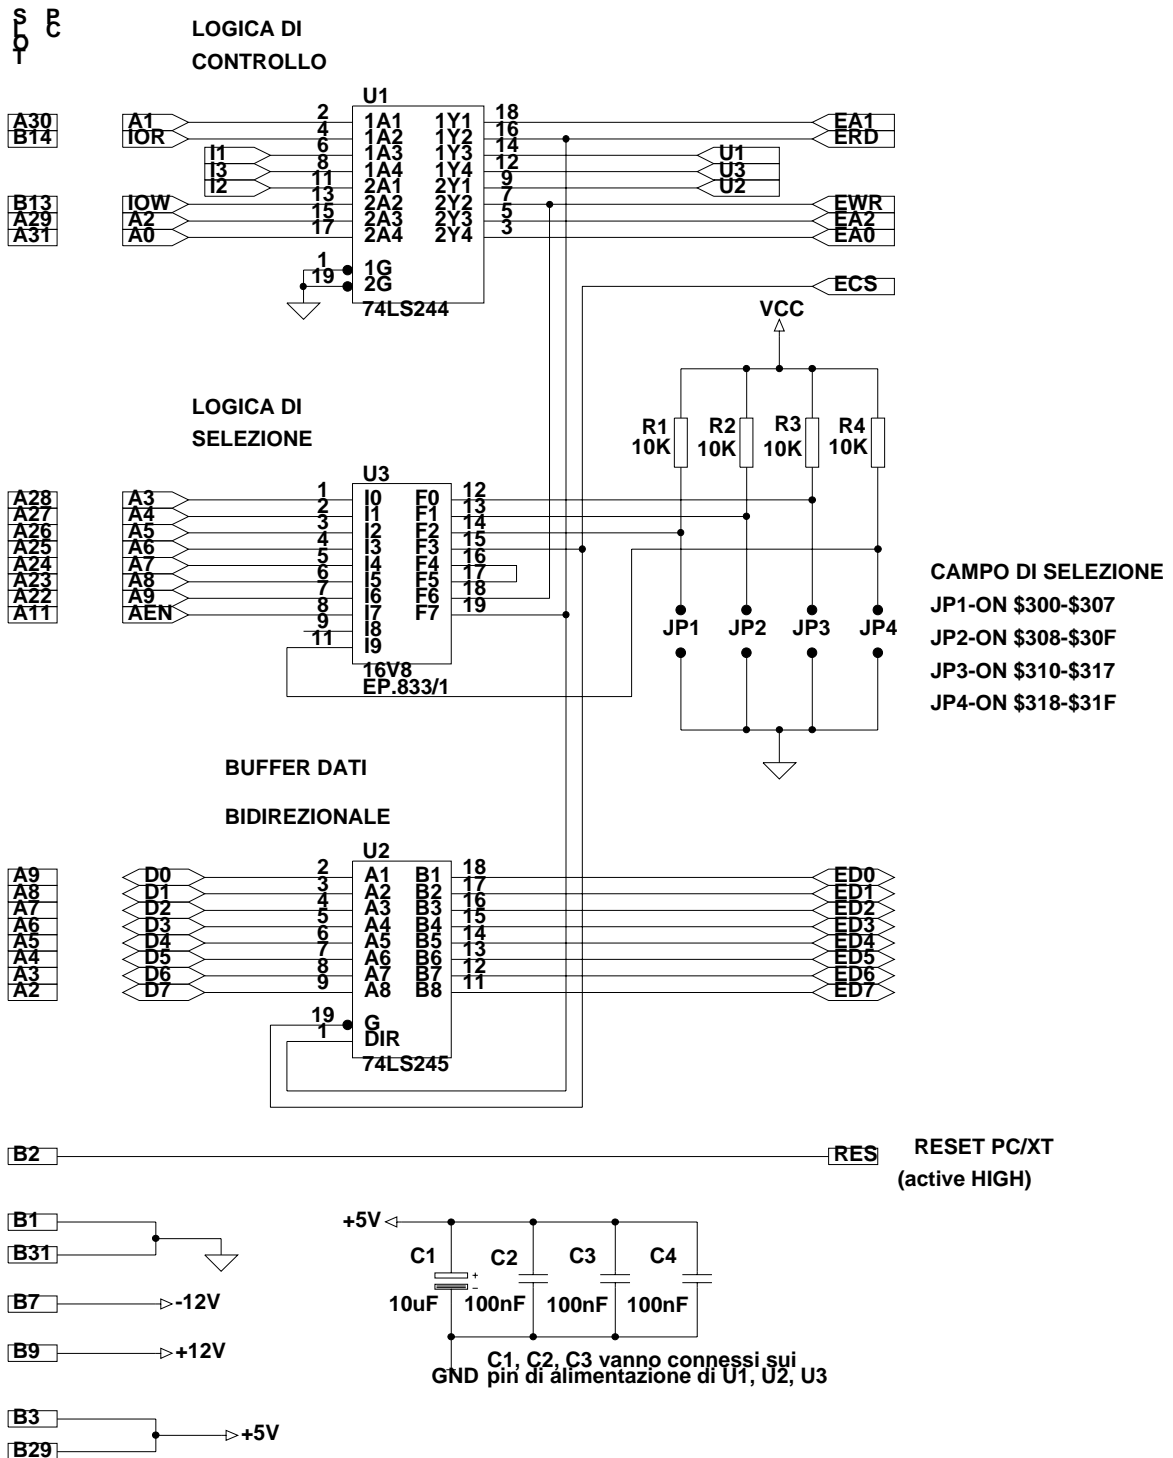 SLOT PC
LOGICA DI
CONTROLLO
U1
A30 A1 2 1A1 1Y1 18 EA1
B14 IOR 4 1A2 1Y2 16 ERD
I1 6 1A3 1Y3 14 U1
I3 8 1A4 1Y4 12 U3
I2 11 2A1 2Y1 9 U2
B13 IOW 13 2A2 2Y2 7 EWR
A29 A2 15 2A3 2Y3 5 EA2
A31 A0 17 2A4 2Y4 3 EA0
1 1G
19 2G
ECS
74LS244
VCC
LOGICA DI
SELEZIONE
R1 R2 R3 R4
10K 10K 10K 10K
U3
A28 A3 1 I0 F0 12
A27 A4 2 I1 F1 13
A26 A5 3 I2 F2 14
A25 A6 4 I3 F3 15
A24 A7 5 I4 F4 16
A23 A8 6 I5 F5 17
A22 A9 7 I6 F6 18
A11 AEN 8 I7 F7 19
9 I8
11 I9
16V8
EP.833/1
JP1 JP2 JP3 JP4
CAMPO DI SELEZIONE
JP1-ON $300-$307
JP2-ON $308-$30F
JP3-ON $310-$317
JP4-ON $318-$31F
BUFFER DATI
BIDIREZIONALE
U2
A9 D0 2 A1 B1 18 ED0
A8 D1 3 A2 B2 17 ED1
A7 D2 4 A3 B3 16 ED2
A6 D3 5 A4 B4 15 ED3
A5 D4 6 A5 B5 14 ED4
A4 D5 7 A6 B6 13 ED5
A3 D6 8 A7 B7 12 ED6
A2 D7 9 A8 B8 11 ED7
19 G
1 DIR
74LS245
B2 RES
RESET PC/XT
(active HIGH)
B1
B31
B7 -12V
B9 +12V
B3
B29
+5V
+5V
C1 C2 C3 C4
+
-
10uF 100nF 100nF 100nF
GND
C1, C2, C3 vanno connessi sui
pin di alimentazione di U1, U2, U3